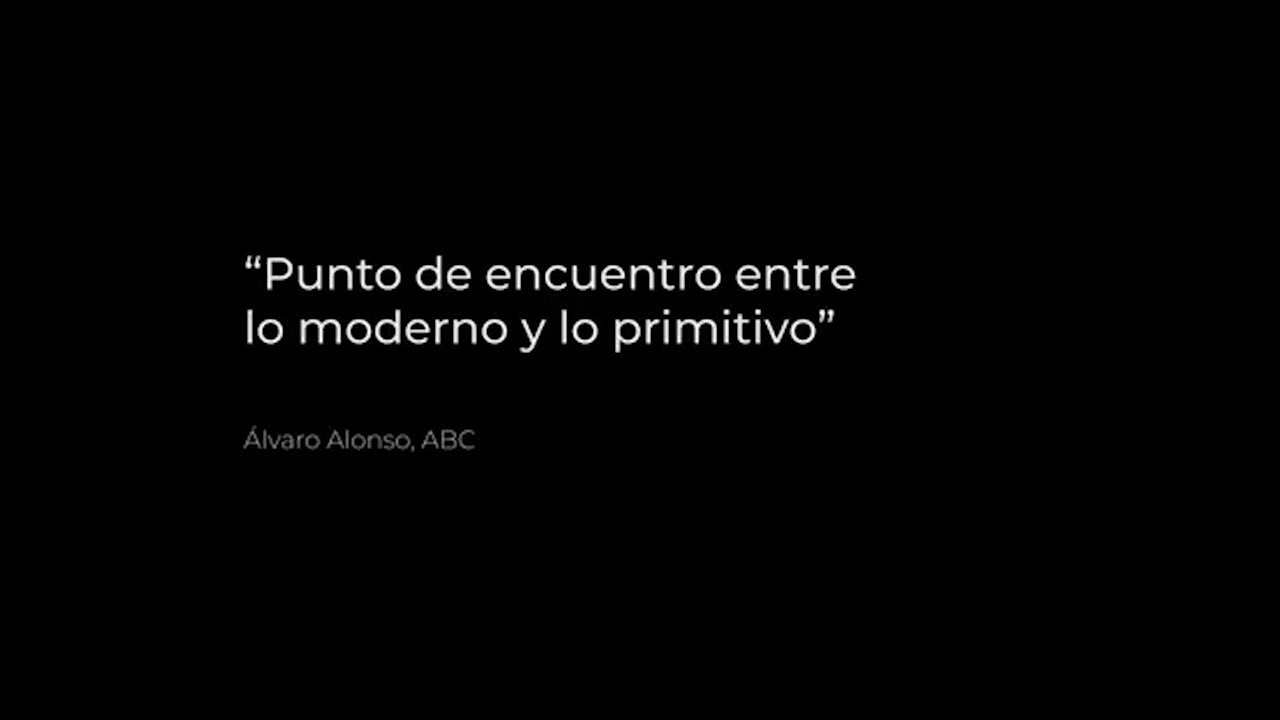 “Punto de encuentro entre
lo moderno y lo primitivo”
Álvaro Alonso, ABC